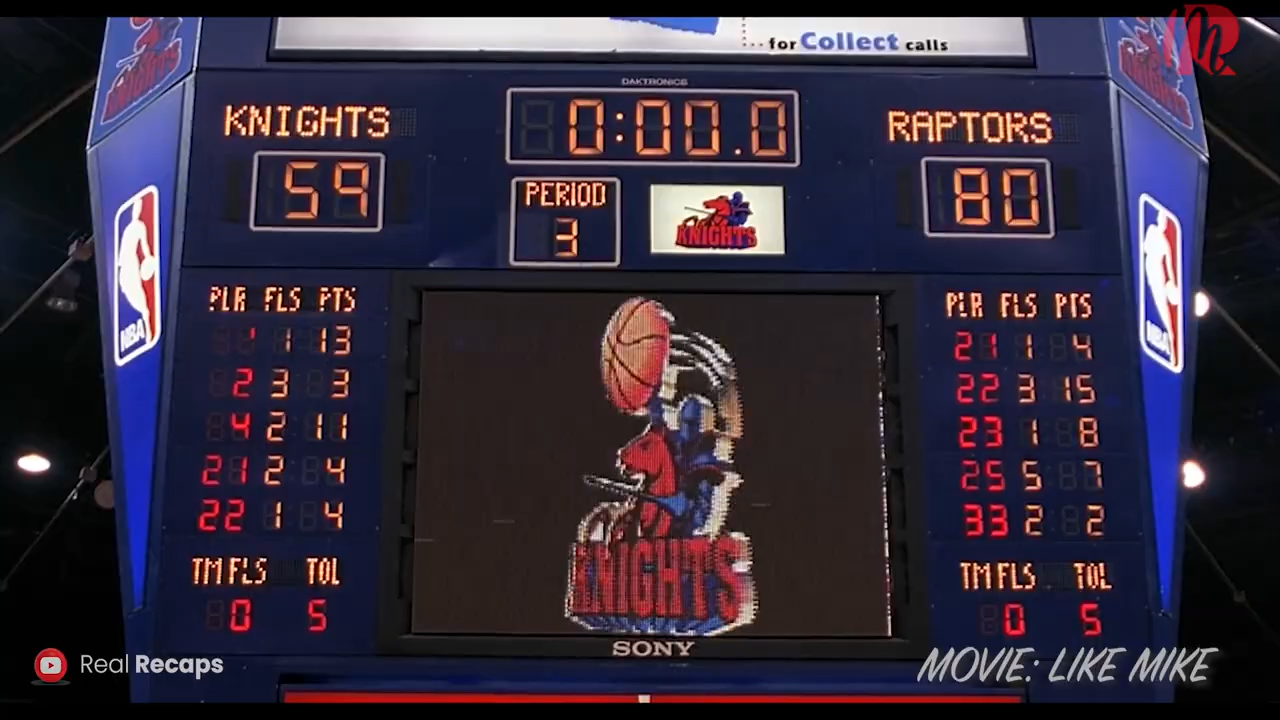 for Collect calls
DAKTRONICS
KNIGHTS
0:00.0
RAPTORS
59
PERIOD
3
KNIGHTS
80
NBA
NBA
PLR FLS PTS
1 1 13
2 3 3
4 2 11
21 2 4
22 1 4
TM FLS TOL
0 5
PLR FLS PTS
21 1 4
22 3 15
23 1 8
25 5 7
33 2 2
TM FLS TOL
0 5
KNIGHTS
SONY
Real Recaps
MOVIE: LIKE MIKE
KNIGHTS
KNIGHTS